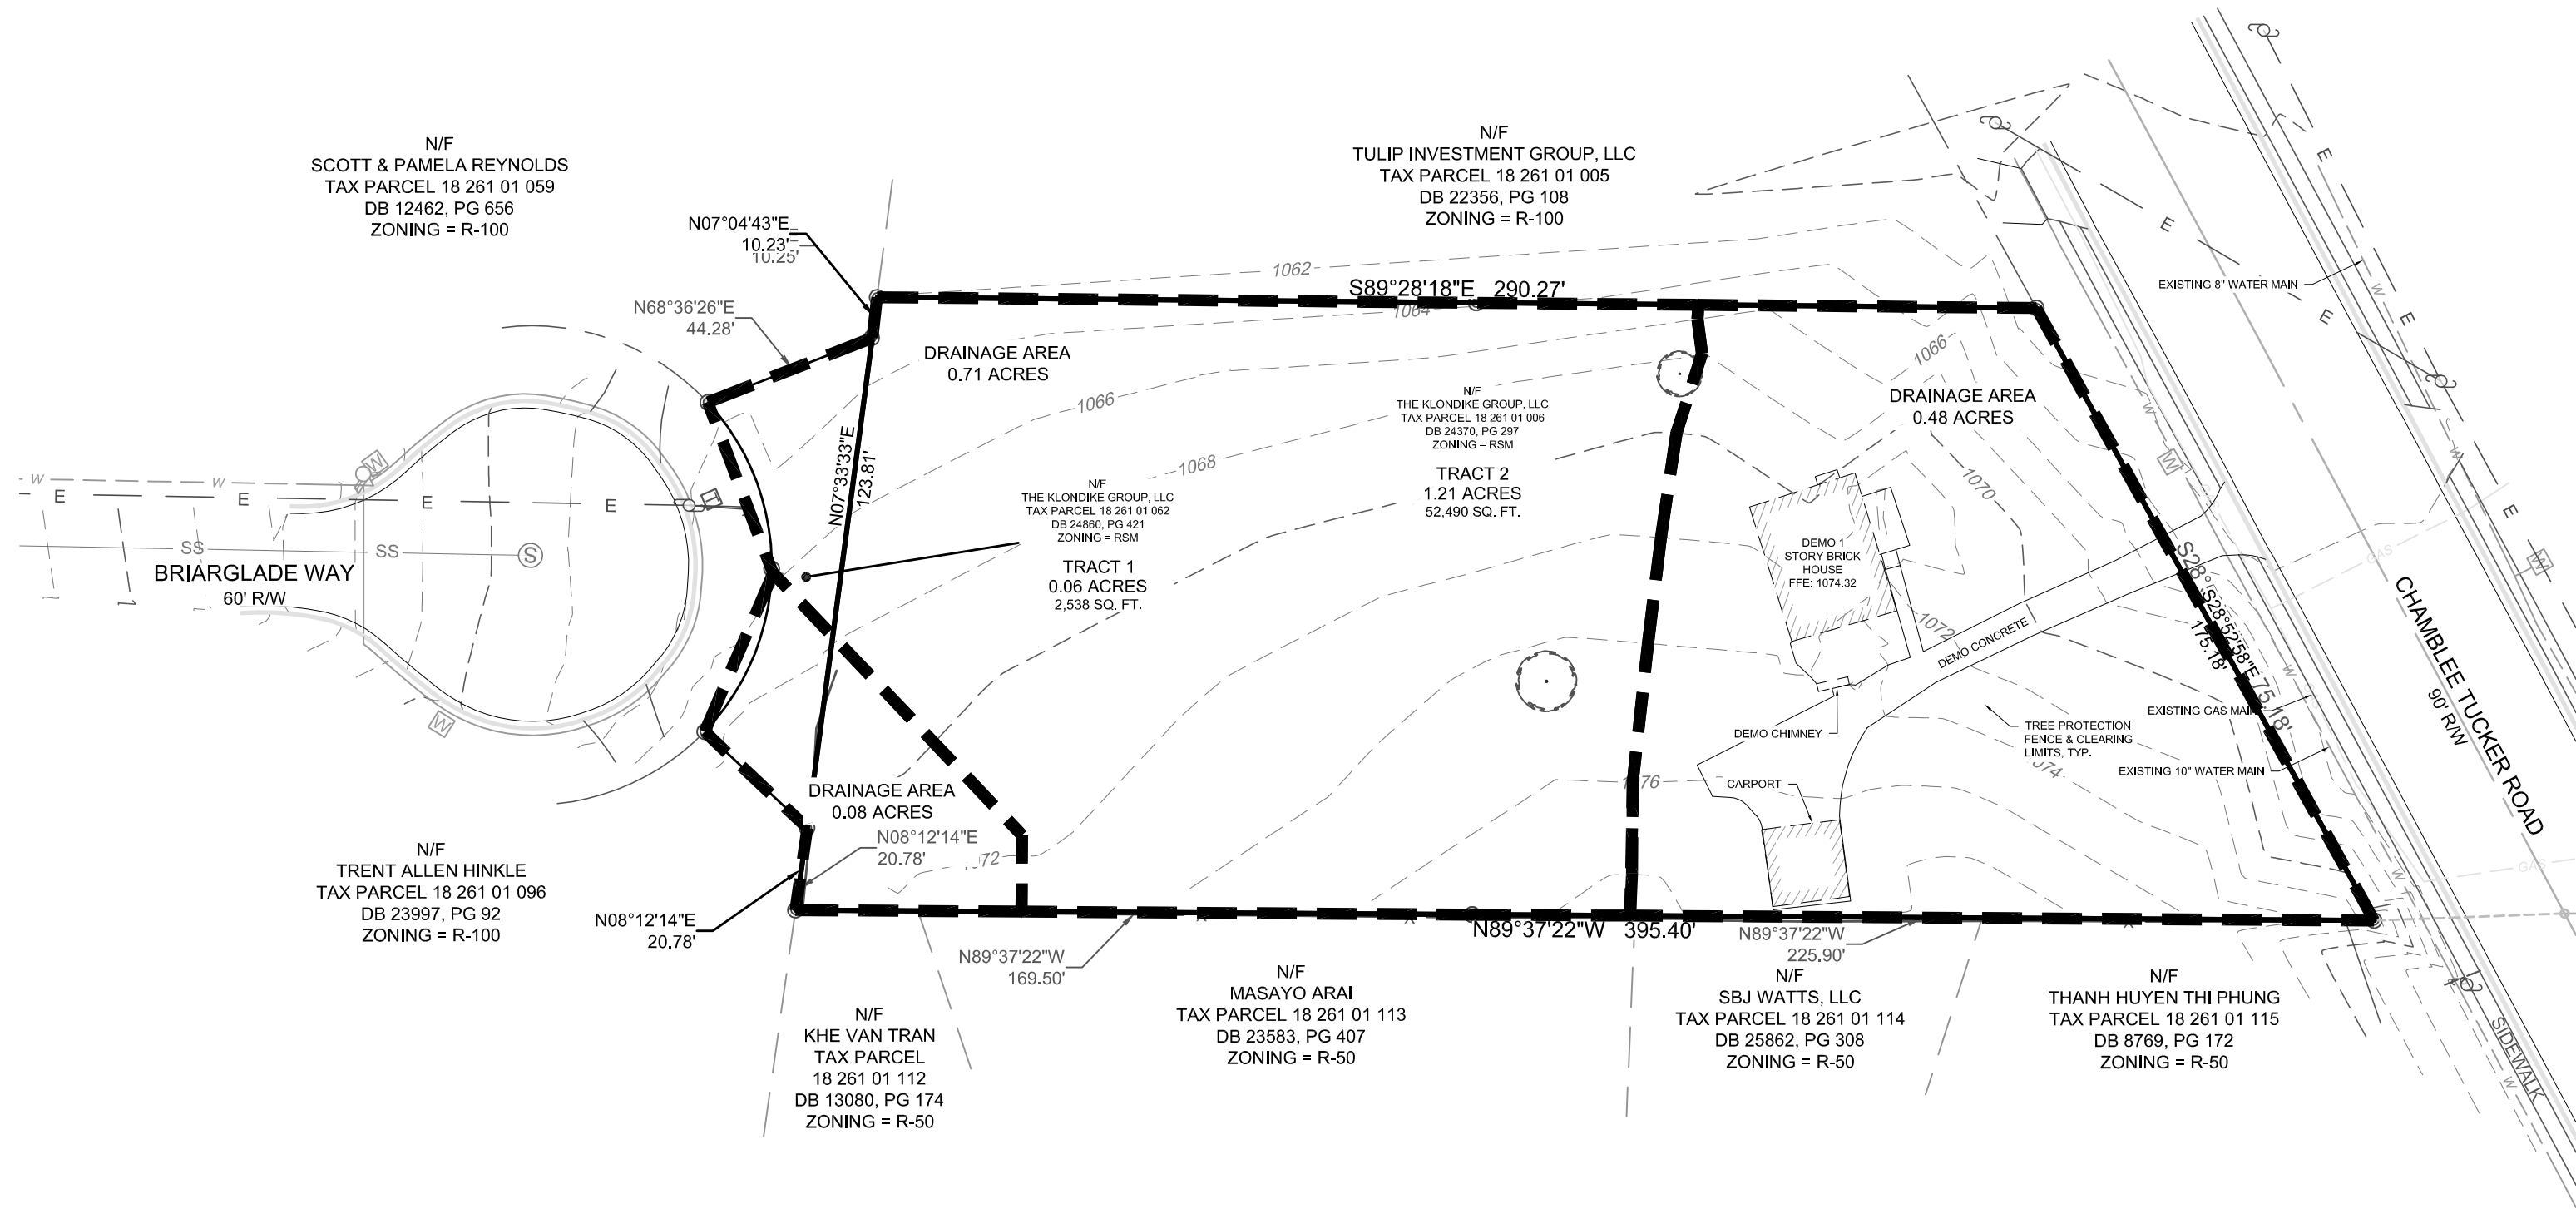 N/F
SCOTT & PAMELA REYNOLDS
TAX PARCEL 18 261 01 059
DB 12462, PG 656
ZONING = R-100
N/F
TULIP INVESTMENT GROUP, LLC
TAX PARCEL 18 261 01 005
DB 22356, PG 108
ZONING = R-100
N07°04'43"E
10.23'
10.25'
N68°36'26"E
44.28'
1062
S89°28'18"E 290.27'
1064
EXISTING 8" WATER MAIN
E
E
E
E
E
W
W
DRAINAGE AREA
0.71 ACRES
1066
1066
DRAINAGE AREA
0.48 ACRES
N/F
THE KLONDIKE GROUP, LLC
TAX PARCEL 18 261 01 006
DB 24370, PG 297
ZONING = RSM
TRACT 2
1.21 ACRES
52,490 SQ. FT.
1068
1070
N07°33'33"E
123.81'
N/F
THE KLONDIKE GROUP, LLC
TAX PARCEL 18 261 01 062
DB 24860, PG 421
ZONING = RSM
TRACT 1
0.06 ACRES
2,538 SQ. FT.
W
W
W
E
E
E
E
T
SS
SS
S
BRIARGLADE WAY
60' R/W
W
DEMO 1
STORY BRICK
HOUSE
FFE: 1074.32
1072
DEMO CONCRETE
W
W
GAS
S28°52'58"E
175.18'
75.18'
CHAMBLEE TUCKER ROAD
90' R/W
EXISTING GAS MAIN
TREE PROTECTION
FENCE & CLEARING
LIMITS, TYP.
DEMO CHIMNEY
EXISTING 10" WATER MAIN
CARPORT
DRAINAGE AREA
0.08 ACRES
N08°12'14"E
20.78'
GAS
N/F
TRENT ALLEN HINKLE
TAX PARCEL 18 261 01 096
DB 23997, PG 92
ZONING = R-100
N08°12'14"E
20.78'
N89°37'22"W
169.50'
N89°37'22"W 395.40'
N89°37'22"W
225.90'
N/F
KHE VAN TRAN
TAX PARCEL
18 261 01 112
DB 13080, PG 174
ZONING = R-50
N/F
MASAYO ARAI
TAX PARCEL 18 261 01 113
DB 23583, PG 407
ZONING = R-50
N/F
SBJ WATTS, LLC
TAX PARCEL 18 261 01 114
DB 25862, PG 308
ZONING = R-50
N/F
THANH HUYEN THI PHUNG
TAX PARCEL 18 261 01 115
DB 8769, PG 172
ZONING = R-50
SIDEWALK
W